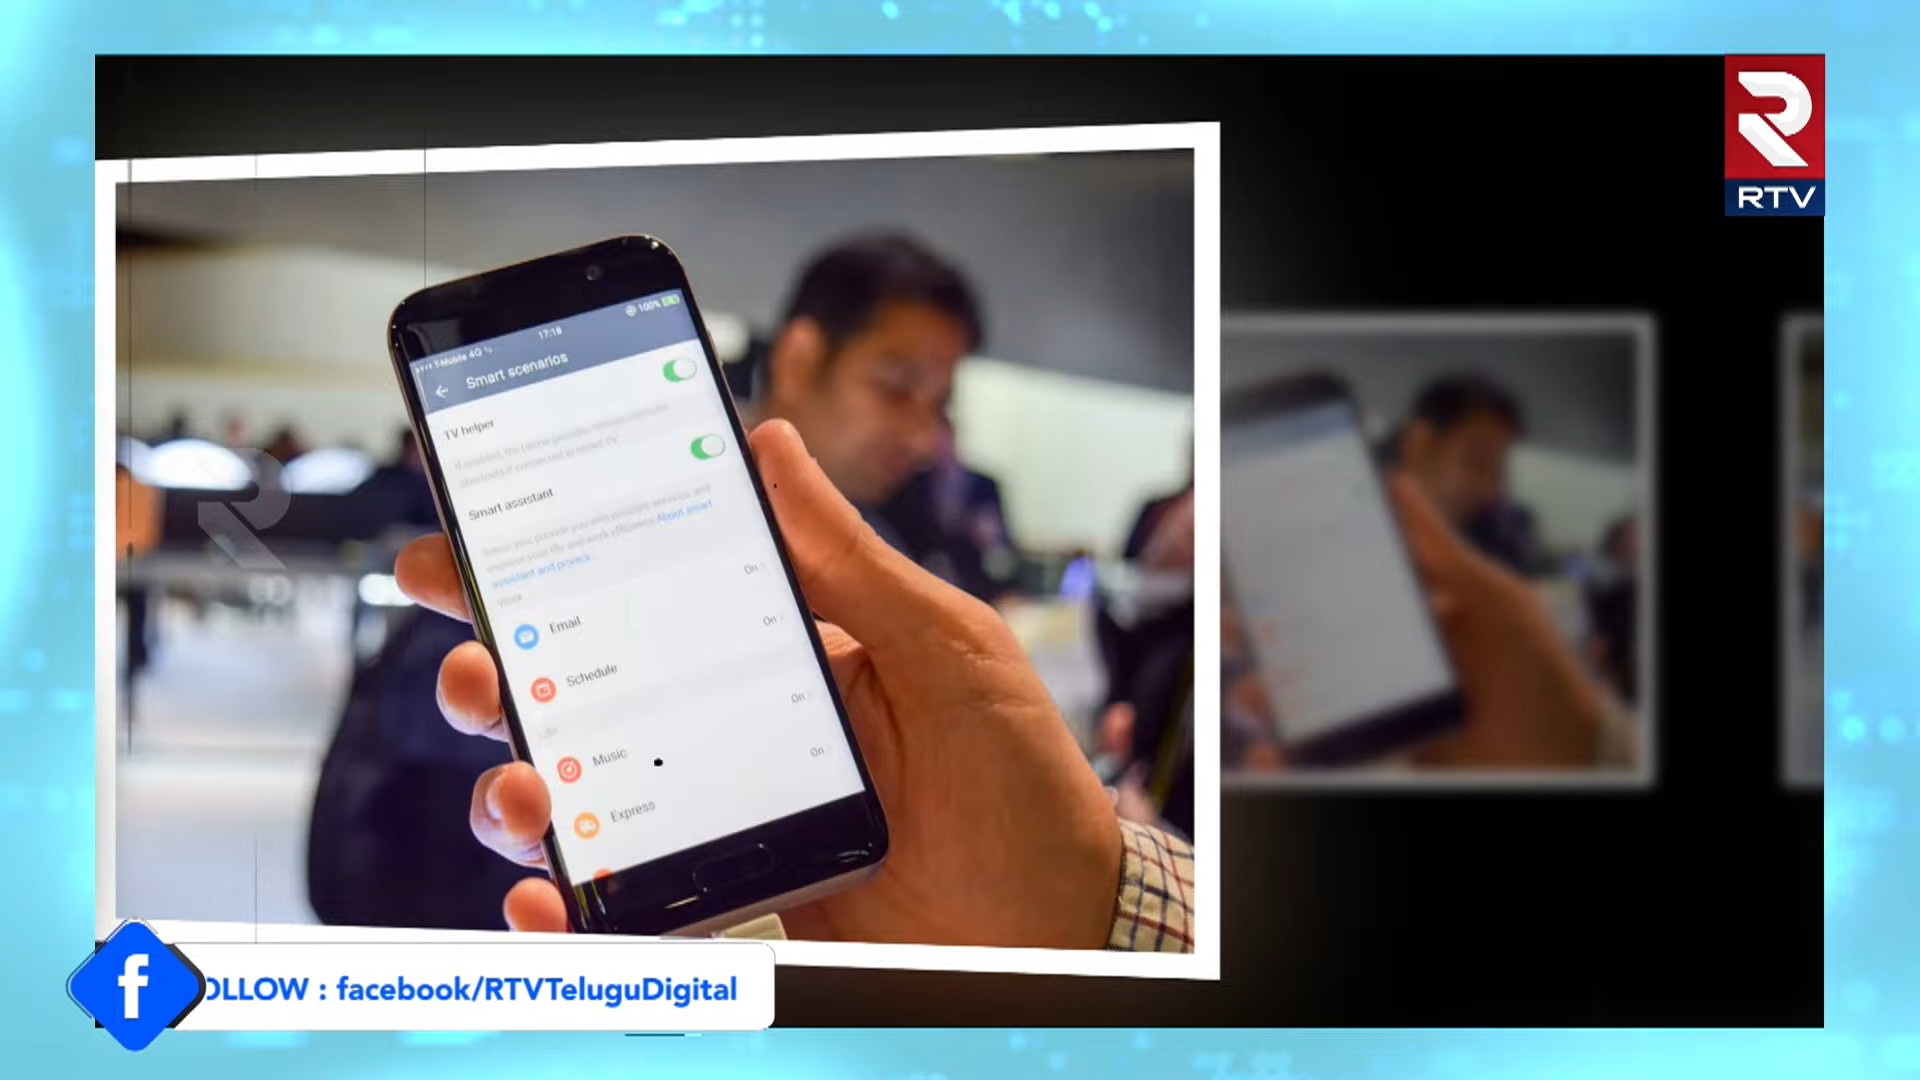 RTV
T-Mobile 4G
17:18
100%
Smart scenarios
TV helper
Smart assistant
About smart
assistant and privacy
Work
On
Email
On
Schedule
On
Music
On
Express
OLLOW : facebook/RTVTeluguDigital